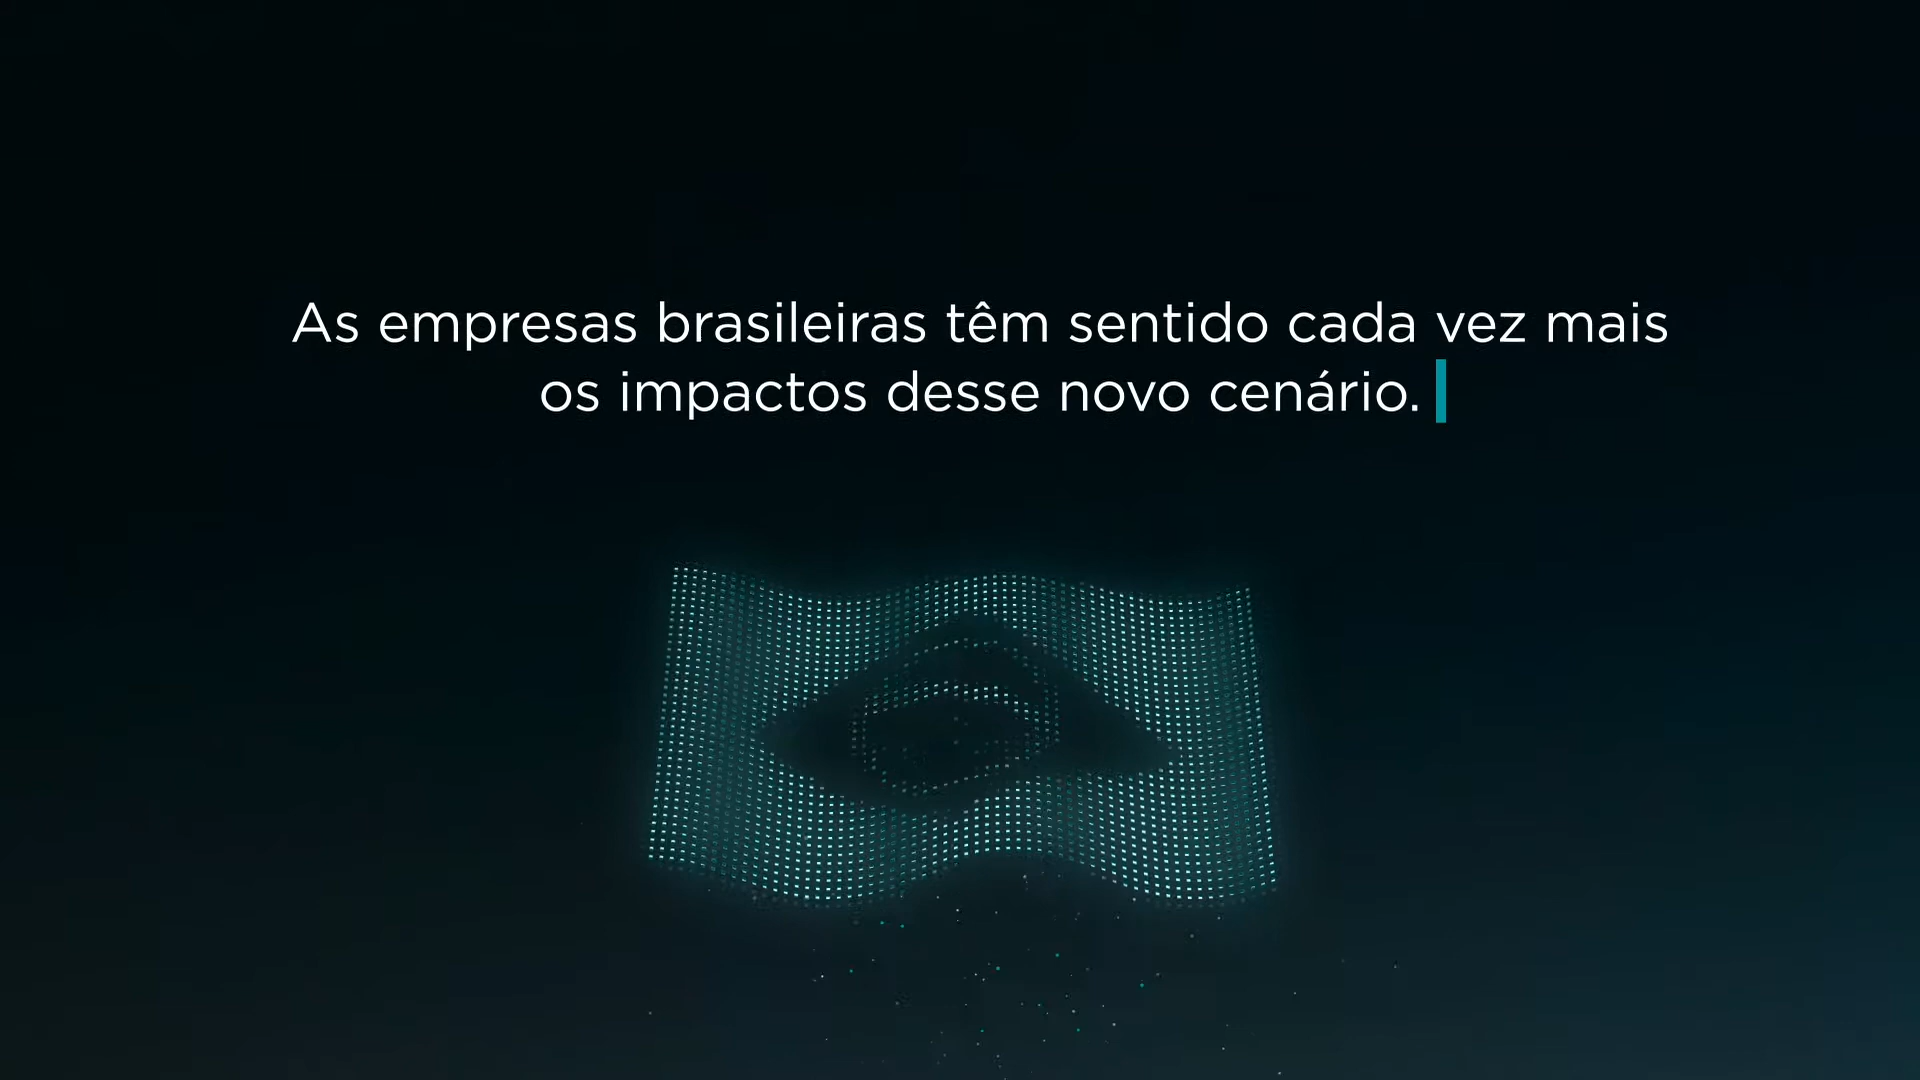 As empresas brasileiras têm sentido cada vez mais
os impactos desse novo cenário.